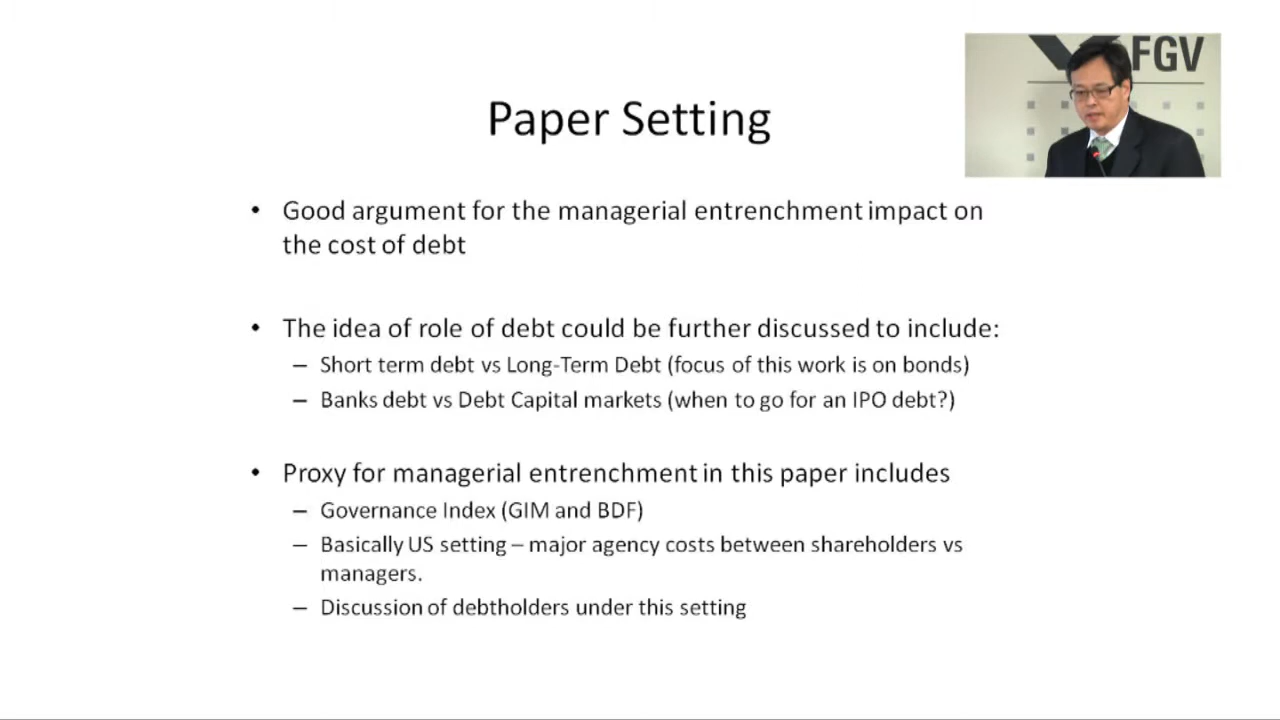 FGV
Paper Setting
• Good argument for the managerial entrenchment impact on
the cost of debt
• The idea of role of debt could be further discussed to include:
– Short term debt vs Long-Term Debt (focus of this work is on bonds)
– Banks debt vs Debt Capital markets (when to go for an IPO debt?)
• Proxy for managerial entrenchment in this paper includes
– Governance Index (GIM and BDF)
– Basically US setting – major agency costs between shareholders vs
managers.
– Discussion of debtholders under this setting